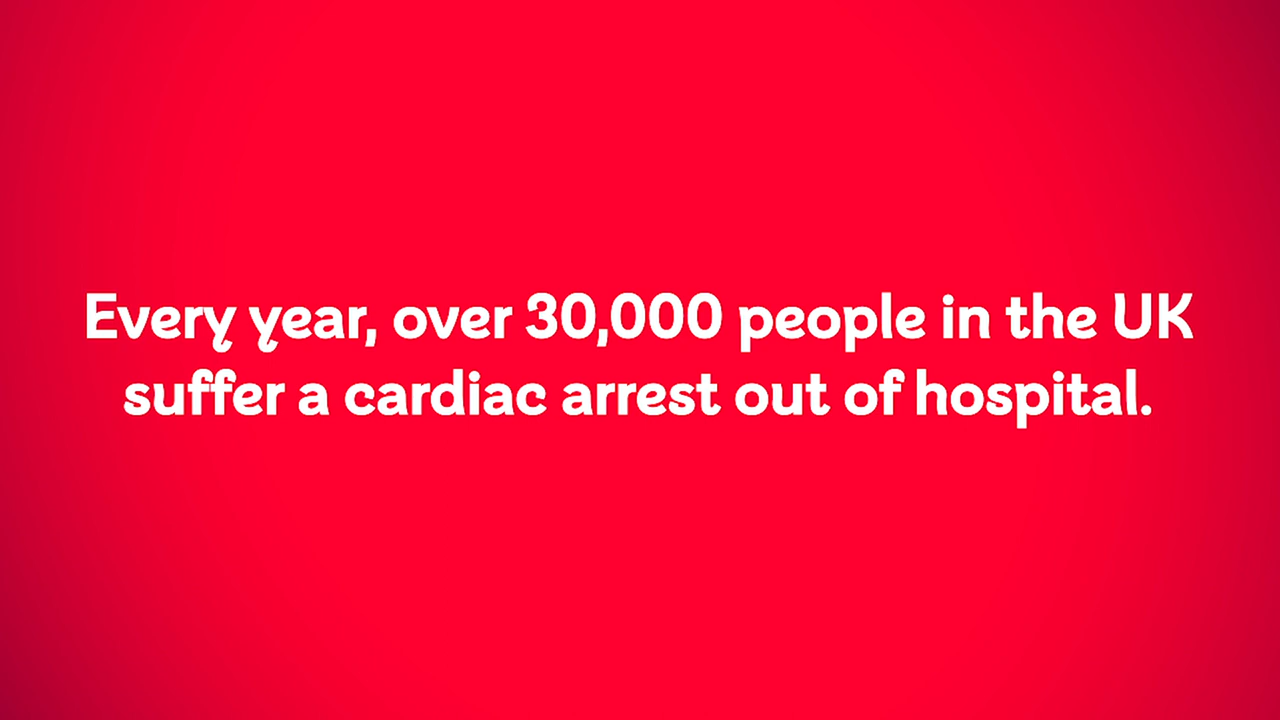 Every year, over 30,000 people in the UK
suffer a cardiac arrest out of hospital.